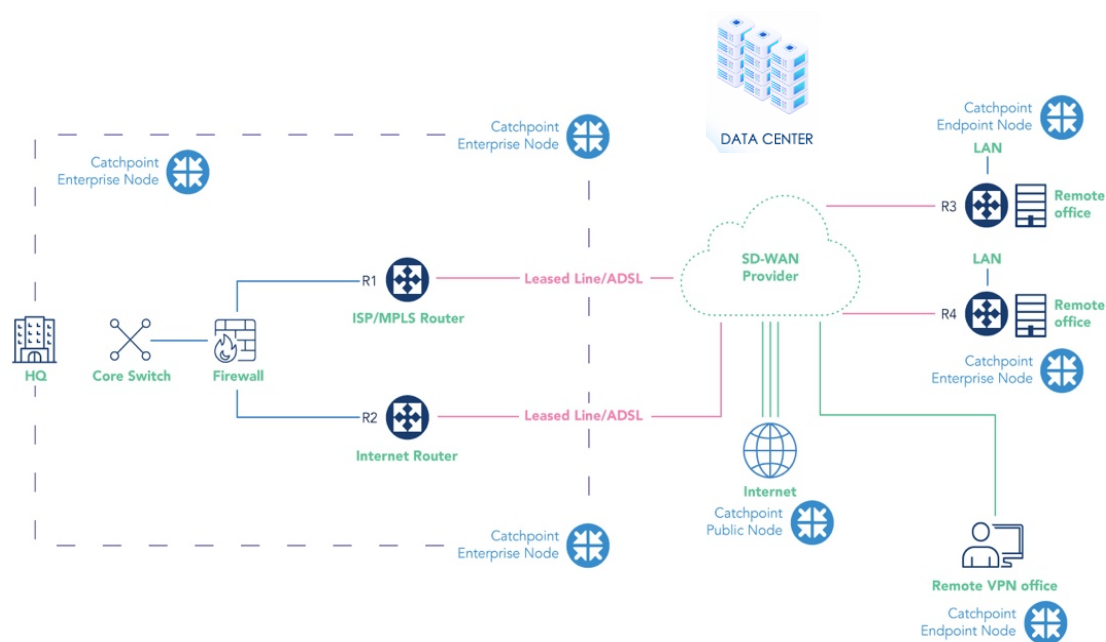 DATA CENTER
Catchpoint
Endpoint Node
LAN
Catchpoint
Enterprise Node
Catchpoint
Enterprise Node
R3
Remote
office
SD-WAN
Provider
LAN
R1
Leased Line/ADSL
ISP/MPLS Router
R4
Remote
office
HQ
Core Switch
Firewall
Catchpoint
Enterprise Node
R2
Leased Line/ADSL
Internet Router
Internet
Catchpoint
Public Node
Catchpoint
Enterprise Node
Remote VPN office
Catchpoint
Endpoint Node